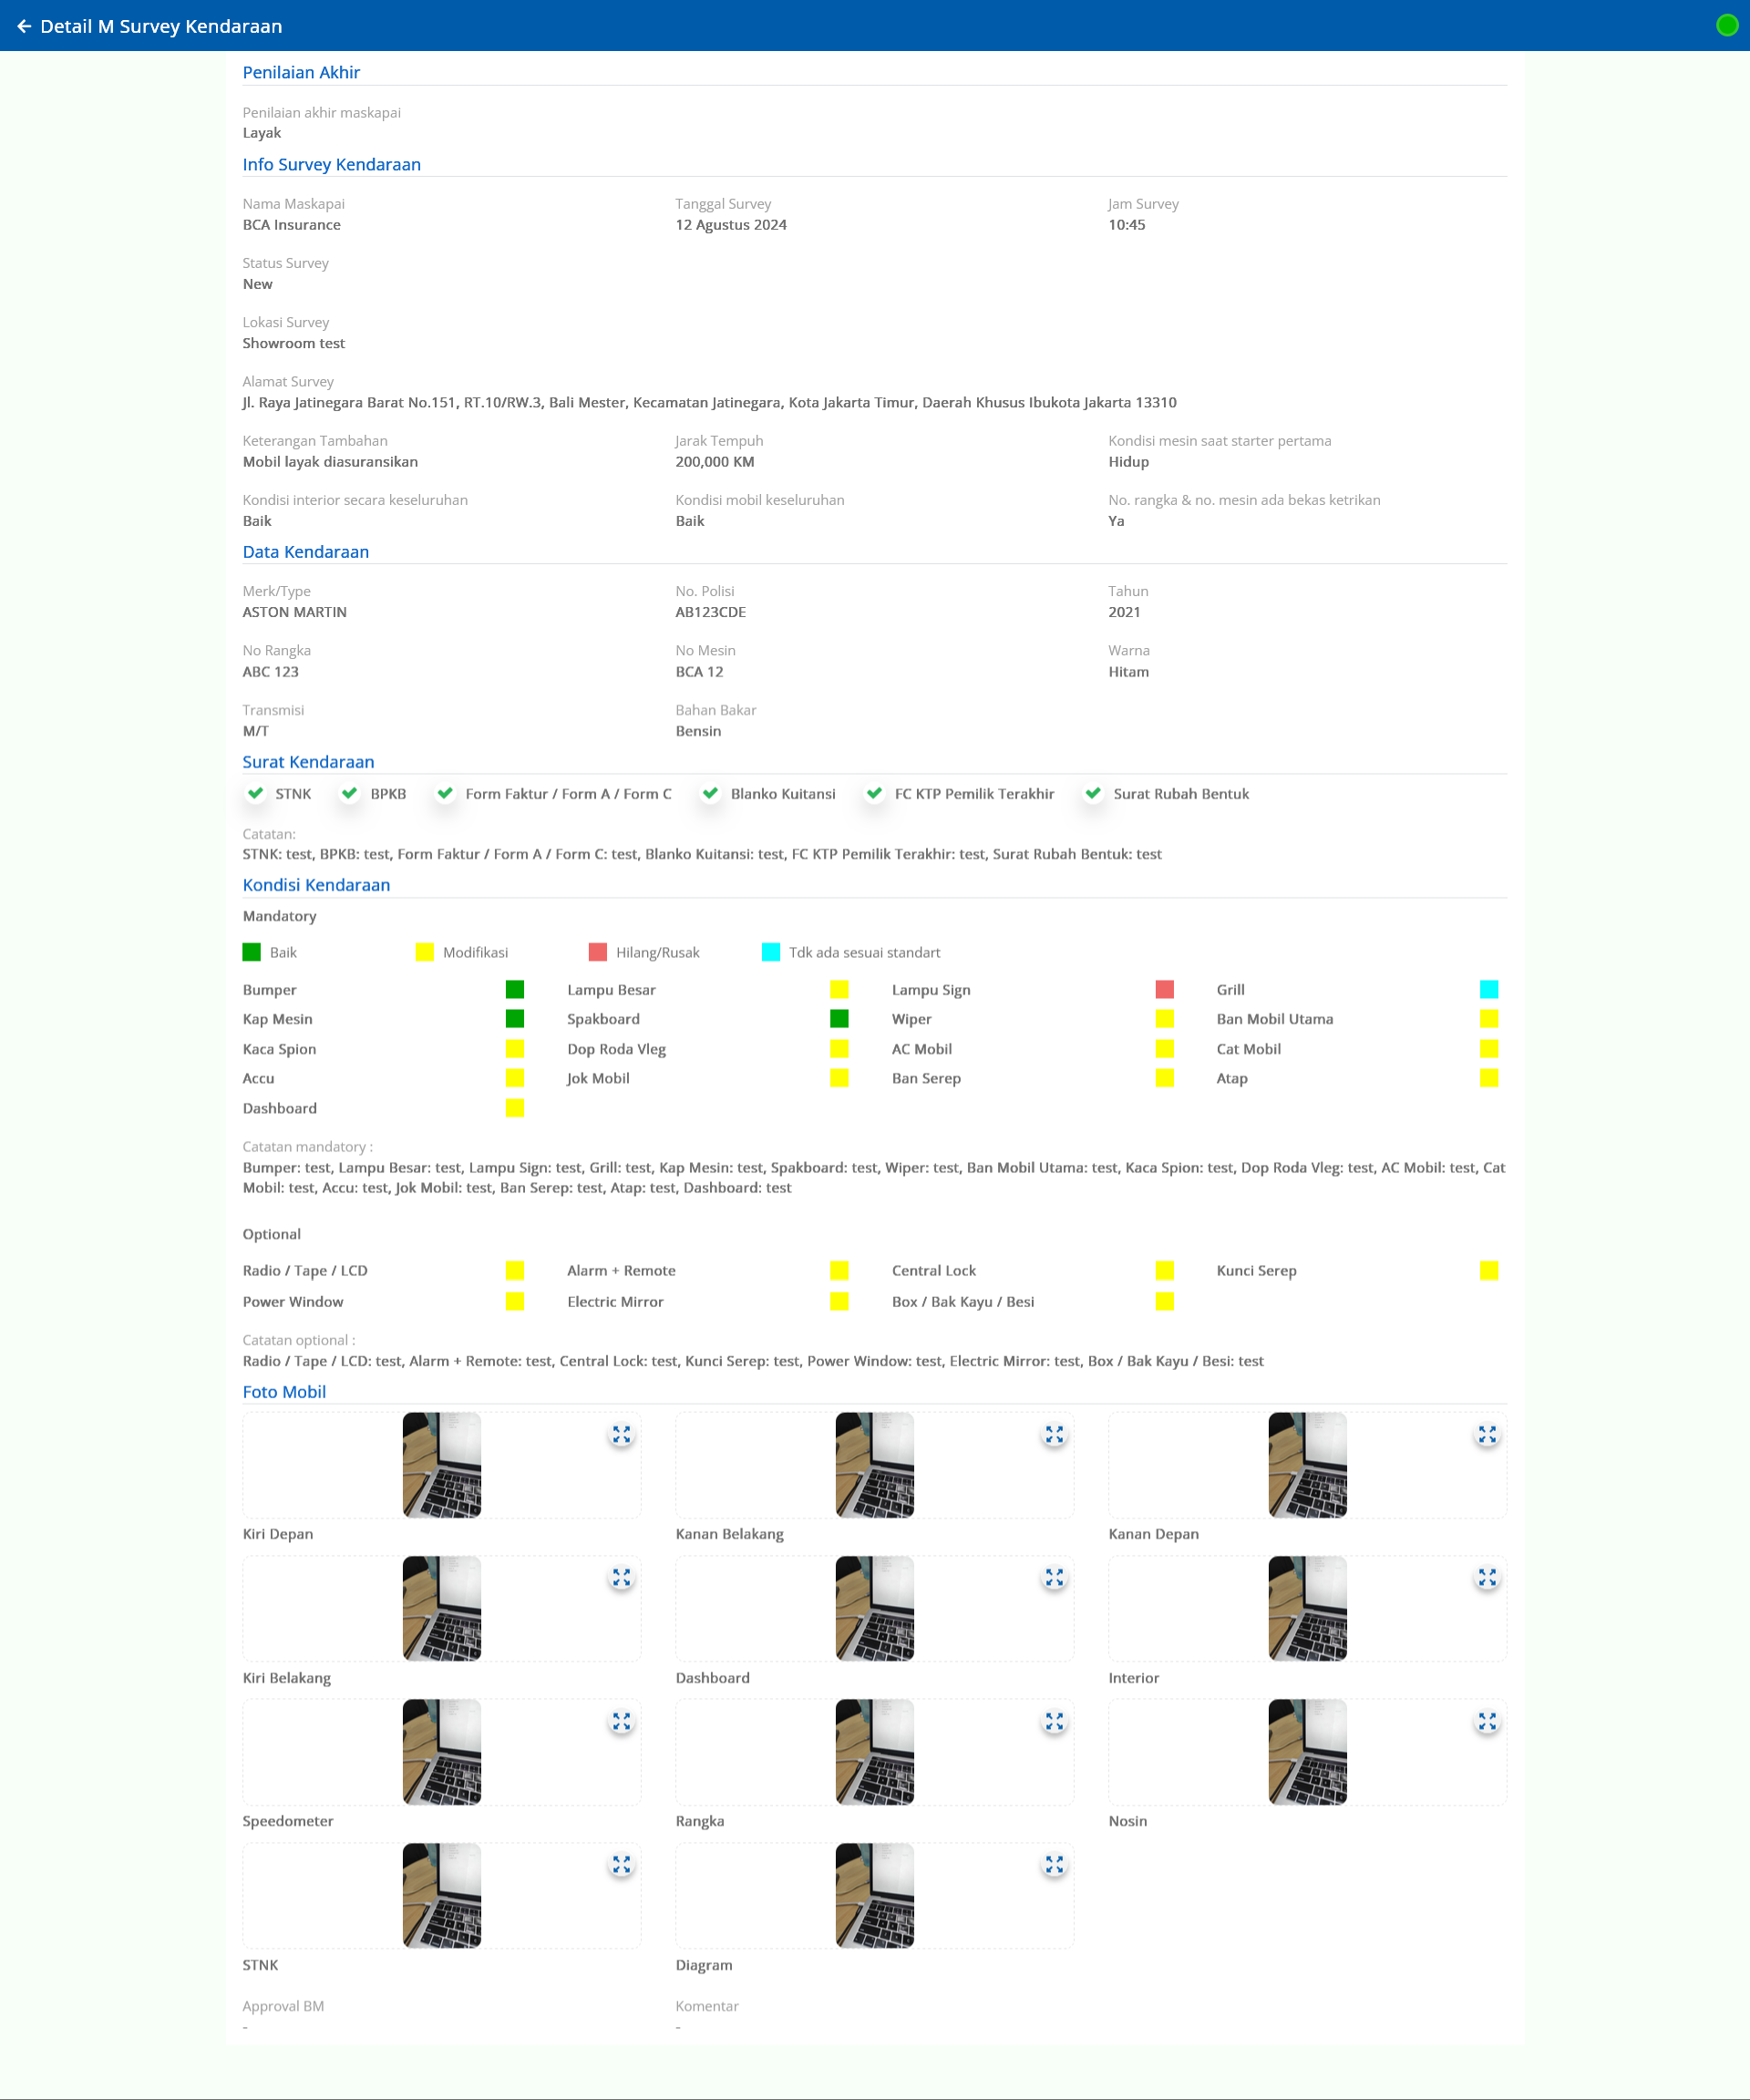 Detail M Survey Kendaraan
Penilaian Akhir
Penilaian akhir maskapai
Layak
Info Survey Kendaraan
Nama Maskapai Tanggal Survey Jam Survey
BCA Insurance 12 Agustus 2024 10:45
Status Survey
New
Lokasi Survey
Showroom test
Alamat Survey
Jl. Raya Jatinegara Barat No.151, RT.10/RW.3, Bali Mester, Kecamatan Jatinegara, Kota Jakarta Timur, Daerah Khusus Ibukota Jakarta 13310
Keterangan Tambahan Jarak Tempuh Kondisi mesin saat starter pertama
Mobil layak diasuransikan 200,000 KM Hidup
Kondisi interior secara keseluruhan Kondisi mobil keseluruhan No. rangka & no. mesin ada bekas ketrikan
Baik Baik Ya
Data Kendaraan
Merk/Type No. Polisi Tahun
ASTON MARTIN AB123CDE 2021
No Rangka No Mesin Warna
ABC 123 BCA 12 Hitam
Transmisi Bahan Bakar
M/T Bensin
Surat Kendaraan
STNK BPKB Form Faktur / Form A / Form C Blanko Kuitansi FC KTP Pemilik Terakhir Surat Rubah Bentuk
Catatan:
STNK: test, BPKB: test, Form Faktur / Form A / Form C: test, Blanko Kuitansi: test, FC KTP Pemilik Terakhir: test, Surat Rubah Bentuk: test
Kondisi Kendaraan
Mandatory
Baik Modifikasi Hilang/Rusak Tdk ada sesuai standart
Bumper Lampu Besar Lampu Sign Grill
Kap Mesin Spakboard Wiper Ban Mobil Utama
Kaca Spion Dop Roda Vleg AC Mobil Cat Mobil
Accu Jok Mobil Ban Serep Atap
Dashboard
Catatan mandatory :
Bumper: test, Lampu Besar: test, Lampu Sign: test, Grill: test, Kap Mesin: test, Spakboard: test, Wiper: test, Ban Mobil Utama: test, Kaca Spion: test, Dop Roda Vleg: test, AC Mobil: test, Cat
Mobil: test, Accu: test, Jok Mobil: test, Ban Serep: test, Atap: test, Dashboard: test
Optional
Radio / Tape / LCD Alarm + Remote Central Lock Kunci Serep
Power Window Electric Mirror Box / Bak Kayu / Besi
Catatan optional :
Radio / Tape / LCD: test, Alarm + Remote: test, Central Lock: test, Kunci Serep: test, Power Window: test, Electric Mirror: test, Box / Bak Kayu / Besi: test
Foto Mobil
Kiri Depan Kanan Belakang Kanan Depan
Kiri Belakang Dashboard Interior
Speedometer Rangka Nosin
STNK Diagram
Approval BM Komentar
- -